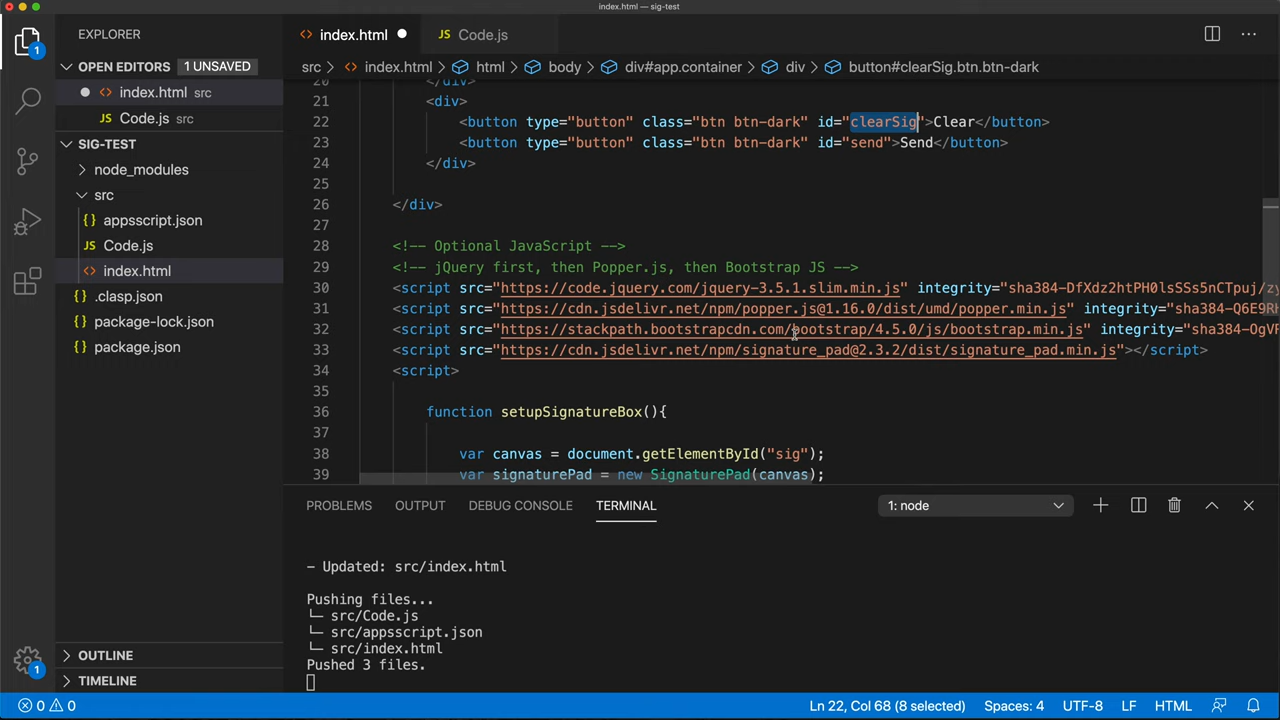 index.html — sig-test
1
EXPLORER
OPEN EDITORS 1 UNSAVED
index.html src
Code.js src
SIG-TEST
node_modules
src
appsscript.json
Code.js
index.html
.clasp.json
package-lock.json
package.json
OUTLINE
TIMELINE
1
index.html
Code.js
src > index.html > html > body > div#app.container > div > button#clearSig.btn.btn-dark
20 </div>
21 <div>
22 <button type="button" class="btn btn-dark" id="clearSig">Clear</button>
23 <button type="button" class="btn btn-dark" id="send">Send</button>
24 </div>
25
26 </div>
27
28 <!-- Optional JavaScript -->
29 <!-- jQuery first, then Popper.js, then Bootstrap JS -->
30 <script src="https://code.jquery.com/jquery-3.5.1.slim.min.js" integrity="sha384-DfXdz2htPH0lsSSs5nCTpuj/zy
31 <script src="https://cdn.jsdelivr.net/npm/popper.js@1.16.0/dist/umd/popper.min.js" integrity="sha384-Q6E9R
32 <script src="https://stackpath.bootstrapcdn.com/bootstrap/4.5.0/js/bootstrap.min.js" integrity="sha384-OgV
33 <script src="https://cdn.jsdelivr.net/npm/signature_pad@2.3.2/dist/signature_pad.min.js"></script>
34 <script>
35
36 function setupSignatureBox(){
37
38 var canvas = document.getElementById("sig");
39 var signaturePad = new SignaturePad(canvas);
PROBLEMS OUTPUT DEBUG CONSOLE TERMINAL 1: node
- Updated: src/index.html
Pushing files...
└─ src/Code.js
└─ src/appsscript.json
└─ src/index.html
Pushed 3 files.
0 0 Ln 22, Col 68 (8 selected) Spaces: 4 UTF-8 LF HTML